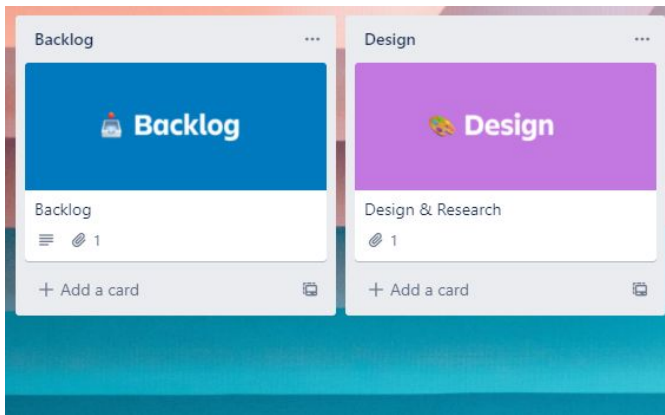 Backlog
Backlog
Backlog
1
+ Add a card
Design
Design
Design & Research
1
+ Add a card